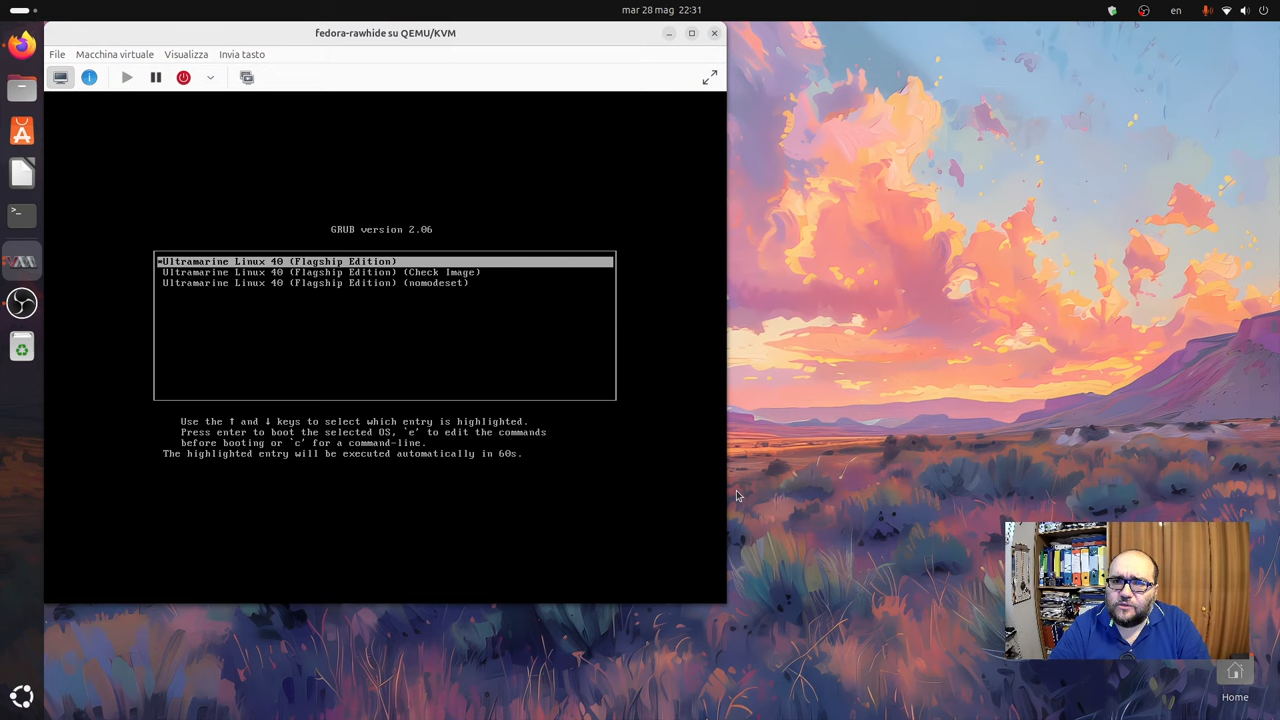 mar 28 mag 22:31
en
fedora-rawhide su QEMU/KVM
File Macchina virtuale Visualizza Invia tasto
GRUB version 2.06
*Ultramarine Linux 40 (Flagship Edition)
Ultramarine Linux 40 (Flagship Edition) (Check Image)
Ultramarine Linux 40 (Flagship Edition) (nomodeset)
Use the ↑ and ↓ keys to select which entry is highlighted.
Press enter to boot the selected OS, `e' to edit the commands
before booting or `c' for a command-line.
The highlighted entry will be executed automatically in 60s.
Home